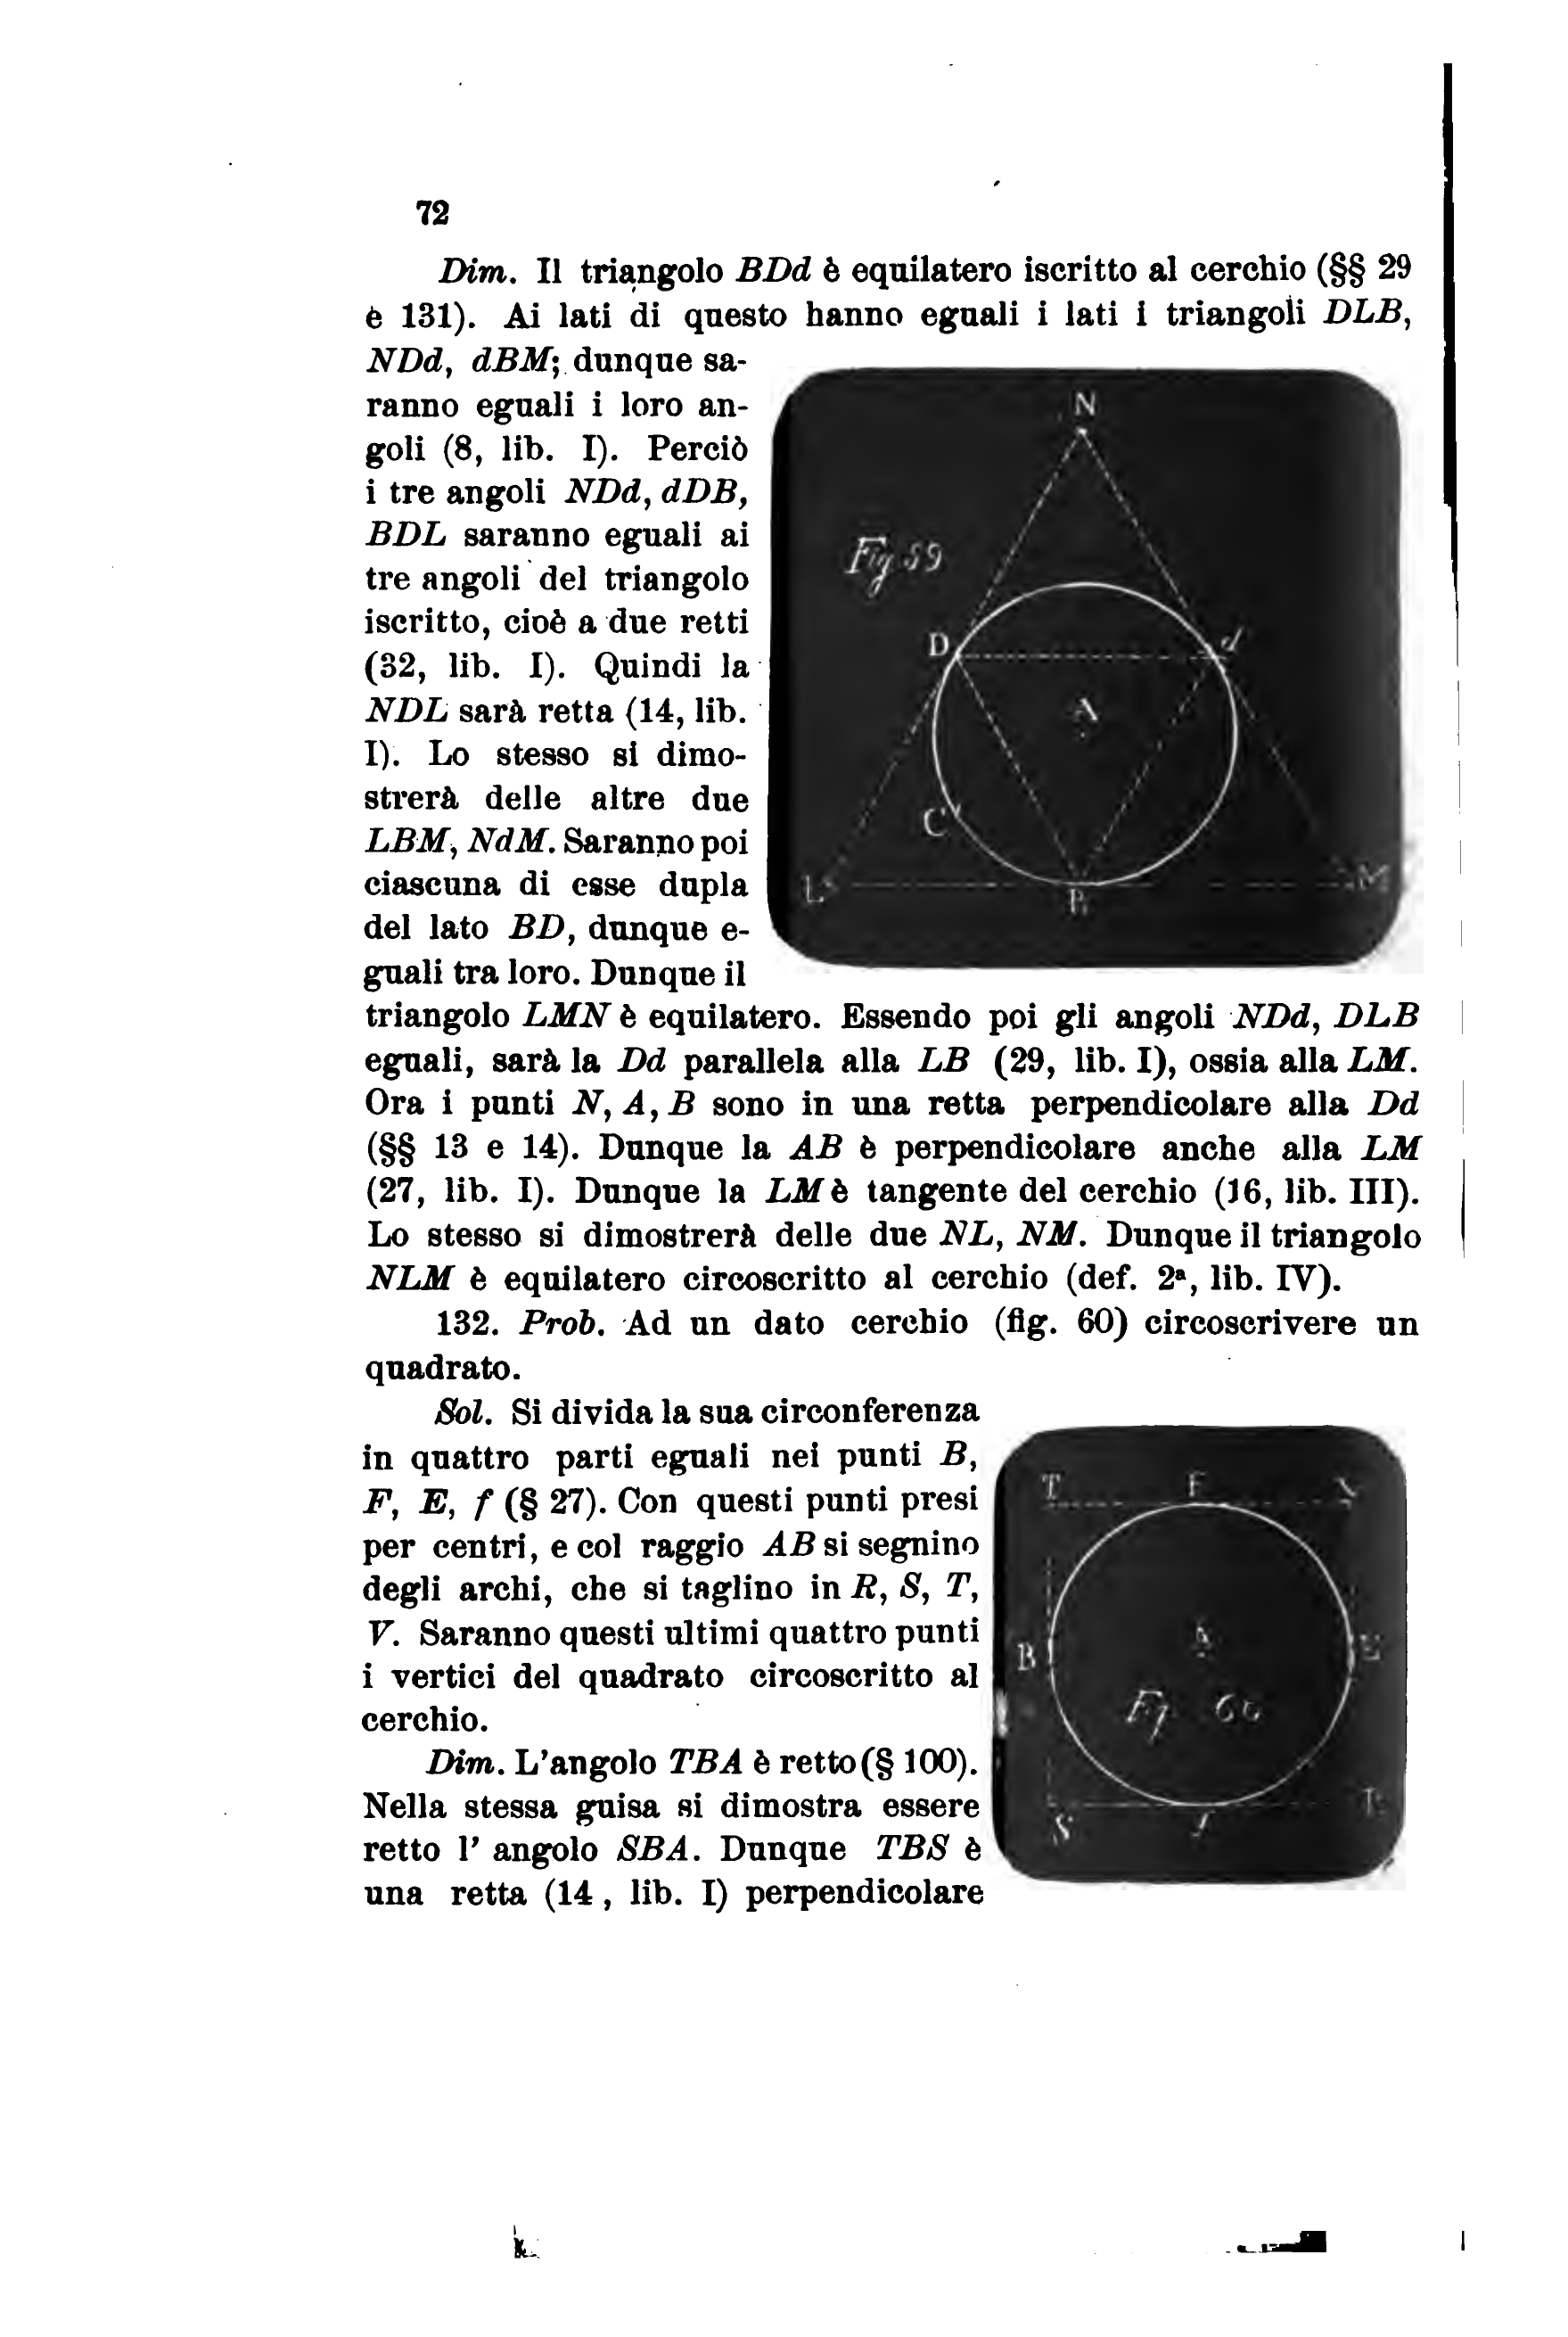 72
Dim. Il triangolo BDd è equilatero iscritto al cerchio (§§ 29
è 131). Ai lati di questo hanno eguali i lati i triangoli DLB,
NDd, dBM; dunque sa-
ranno eguali i loro an-
goli (8, lib. I). Perciò
i tre angoli NDd, dDB,
BDL saranno eguali ai
tre angoli del triangolo
iscritto, cioè a due retti
(32, lib. I). Quindi la
NDL sarà retta (14, lib.
I). Lo stesso si dimo-
strerà delle altre due
LBM, NdM. Saranno poi
ciascuna di esse dupla
del lato BD, dunque e-
guali tra loro. Dunque il
N
Fig 59
D d
A
C
L B M
triangolo LMN è equilatero. Essendo poi gli angoli NDd, DLB
eguali, sarà la Dd parallela alla LB (29, lib. I), ossia alla LM.
Ora i punti N, A, B sono in una retta perpendicolare alla Dd
(§§ 13 e 14). Dunque la AB è perpendicolare anche alla LM
(27, lib. I). Dunque la LM è tangente del cerchio (16, lib. III).
Lo stesso si dimostrerà delle due NL, NM. Dunque il triangolo
NLM è equilatero circoscritto al cerchio (def. 2ª, lib. IV).
132. Prob. Ad un dato cerchio (fig. 60) circoscrivere un
quadrato.
Sol. Si divida la sua circonferenza
in quattro parti eguali nei punti B,
F, E, f (§ 27). Con questi punti presi
per centri, e col raggio AB si segnino
degli archi, che si taglino in R, S, T,
V. Saranno questi ultimi quattro punti
i vertici del quadrato circoscritto al
cerchio.
Dim. L'angolo TBA è retto (§ 100).
Nella stessa guisa si dimostra essere
retto l' angolo SBA. Dunque TBS è
una retta (14, lib. I) perpendicolare
T F
B A E
Fig 60
S f